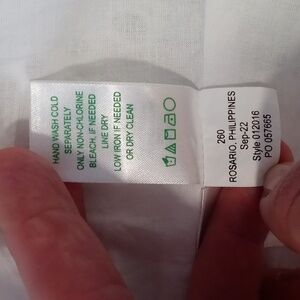 HAND WASH COLD
SEPARATELY
ONLY NON-CHLORINE
BLEACH, IF NEEDED
LINE DRY
LOW IRON IF NEEDED
OR DRY CLEAN
260
ROSARIO, PHILIPPINES
Sep-22
Style 012016
PO 057665